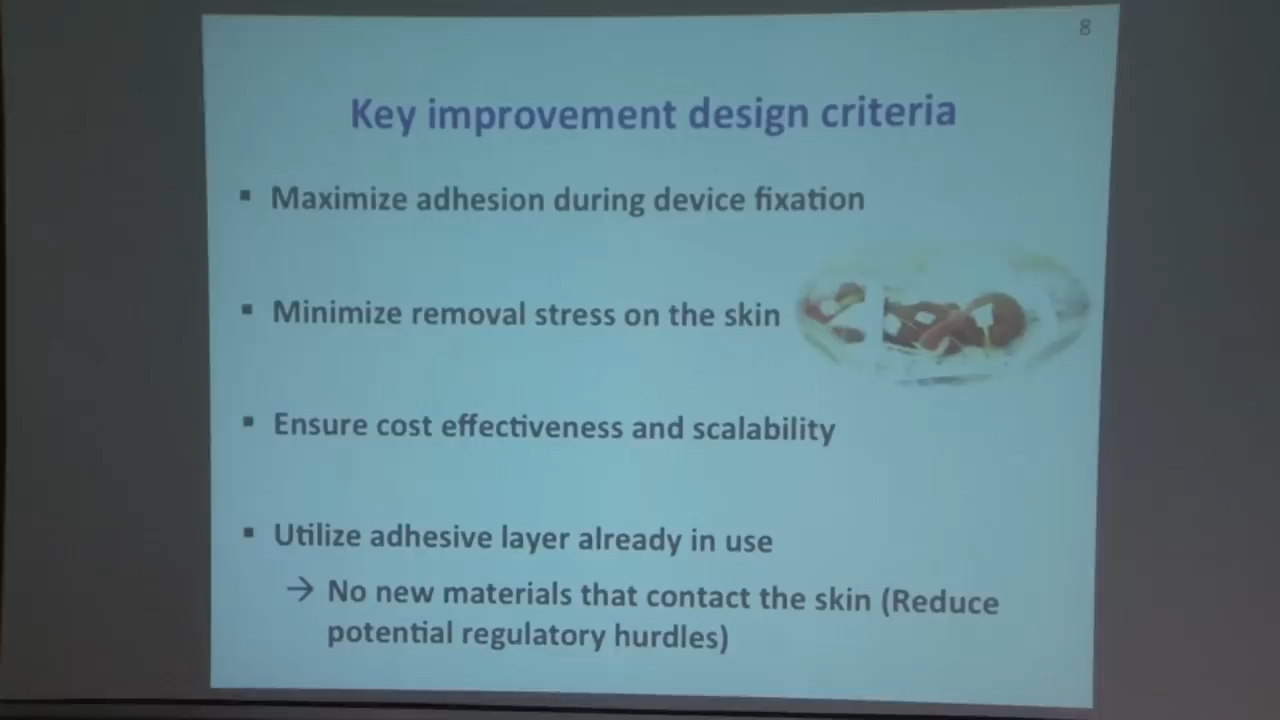 8
Key improvement design criteria
▪ Maximize adhesion during device fixation
▪ Minimize removal stress on the skin
▪ Ensure cost effectiveness and scalability
▪ Utilize adhesive layer already in use
→ No new materials that contact the skin (Reduce
potential regulatory hurdles)